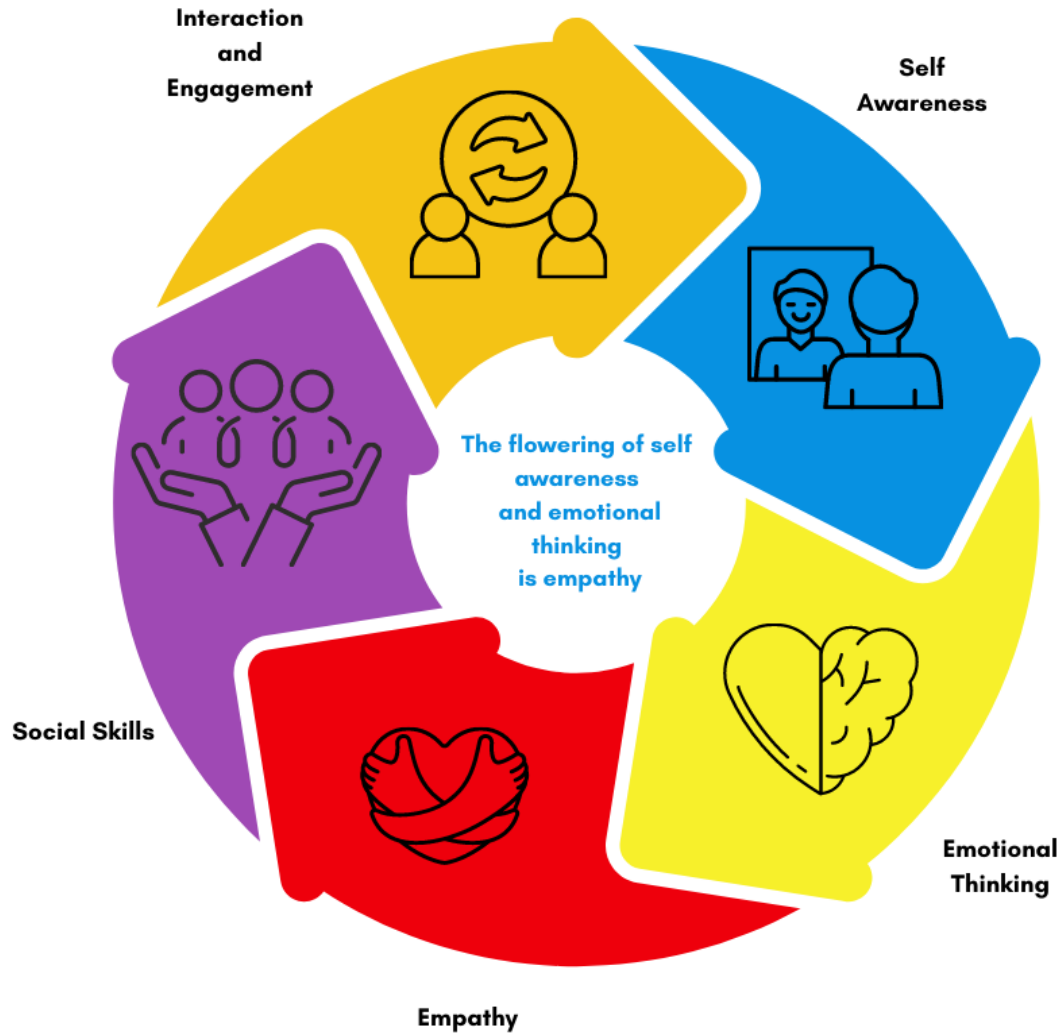 Interaction
and
Engagement
Self
Awareness
The flowering of self
awareness
and emotional
thinking
is empathy
Social Skills
Emotional
Thinking
Empathy